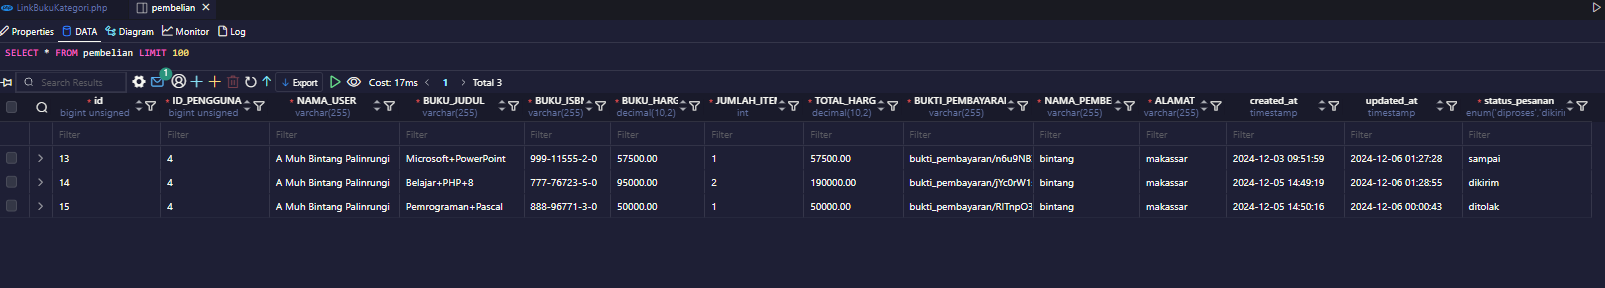 LinkBukuKategori.php pembelian
Properties DATA Diagram Monitor Log
SELECT * FROM pembelian LIMIT 100
Search Results 1 Export Cost: 17ms 1 Total 3
* id * ID_PENGGUNA * NAMA_USER * BUKU_JUDUL * BUKU_ISBN * BUKU_HARG * JUMLAH_ITEM * TOTAL_HARG * BUKTI_PEMBAYARAN * NAMA_PEMBE * ALAMAT created_at updated_at * status_pesanan
bigint unsigned bigint unsigned varchar(255) varchar(255) varchar(255) decimal(10,2) int decimal(10,2) varchar(255) varchar(255) varchar(255) timestamp timestamp enum('diproses','dikirim
Filter Filter Filter Filter Filter Filter Filter Filter Filter Filter Filter Filter Filter Filter
13 4 A Muh Bintang Palinrungi Microsoft+PowerPoint 999-11555-2-0 57500.00 1 57500.00 bukti_pembayaran/n6u9NB bintang makassar 2024-12-03 09:51:59 2024-12-06 01:27:28 sampai
14 4 A Muh Bintang Palinrungi Belajar+PHP+8 777-76723-5-0 95000.00 2 190000.00 bukti_pembayaran/jYc0rW1 bintang makassar 2024-12-05 14:49:19 2024-12-06 01:28:55 dikirim
15 4 A Muh Bintang Palinrungi Pemrograman+Pascal 888-96771-3-0 50000.00 1 50000.00 bukti_pembayaran/RITnpO3 bintang makassar 2024-12-05 14:50:16 2024-12-06 00:00:43 ditolak